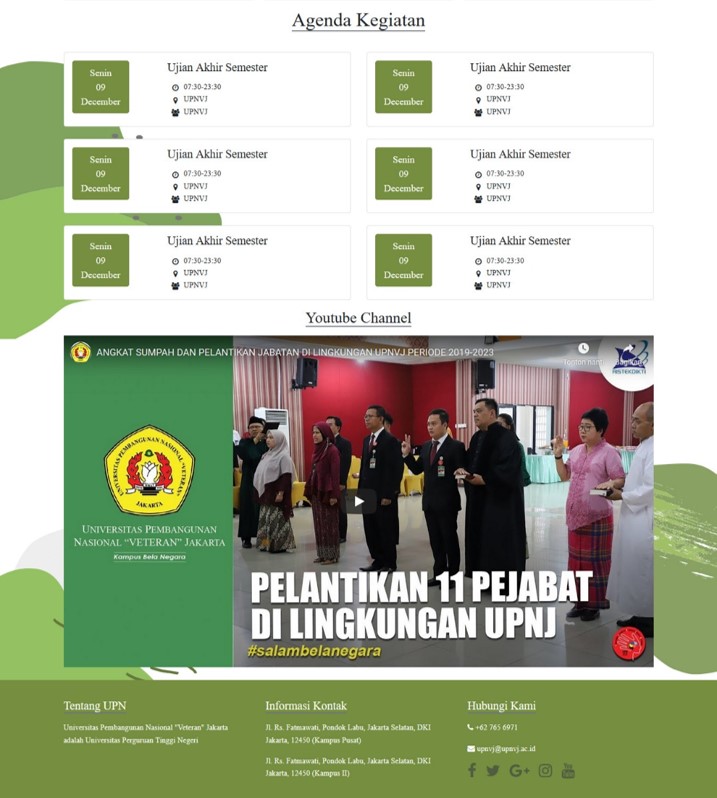 Agenda Kegiatan
Senin
09
December
Ujian Akhir Semester
07:30-23:30
UPNVJ
UPNVJ
Senin
09
December
Ujian Akhir Semester
07:30-23:30
UPNVJ
UPNVJ
Senin
09
December
Ujian Akhir Semester
07:30-23:30
UPNVJ
UPNVJ
Senin
09
December
Ujian Akhir Semester
07:30-23:30
UPNVJ
UPNVJ
Senin
09
December
Ujian Akhir Semester
07:30-23:30
UPNVJ
UPNVJ
Senin
09
December
Ujian Akhir Semester
07:30-23:30
UPNVJ
UPNVJ
Youtube Channel
ANGKAT SUMPAH DAN PELANTIKAN JABATAN DI LINGKUNGAN UPNVJ PERIODE 2019-2023
Tonton nanti
RISTEKDIKTI
UNIVERSITAS PEMBANGUNAN NASIONAL "VETERAN"
JAKARTA
UNIVERSITAS PEMBANGUNAN
NASIONAL "VETERAN" JAKARTA
Kampus Bela Negara
PELANTIKAN 11 PEJABAT
DI LINGKUNGAN UPNJ
#salambelanegara
Tentang UPN
Universitas Pembangunan Nasional "Veteran" Jakarta
adalah Universitas Perguruan Tinggi Negeri
Informasi Kontak
Jl. Rs. Fatmawati, Pondok Labu, Jakarta Selatan, DKI
Jakarta, 12450 (Kampus Pusat)
Jl. Rs. Fatmawati, Pondok Labu, Jakarta Selatan, DKI
Jakarta, 12450 (Kampus II)
Hubungi Kami
+62 765 6971
upnvj@upnvj.ac.id